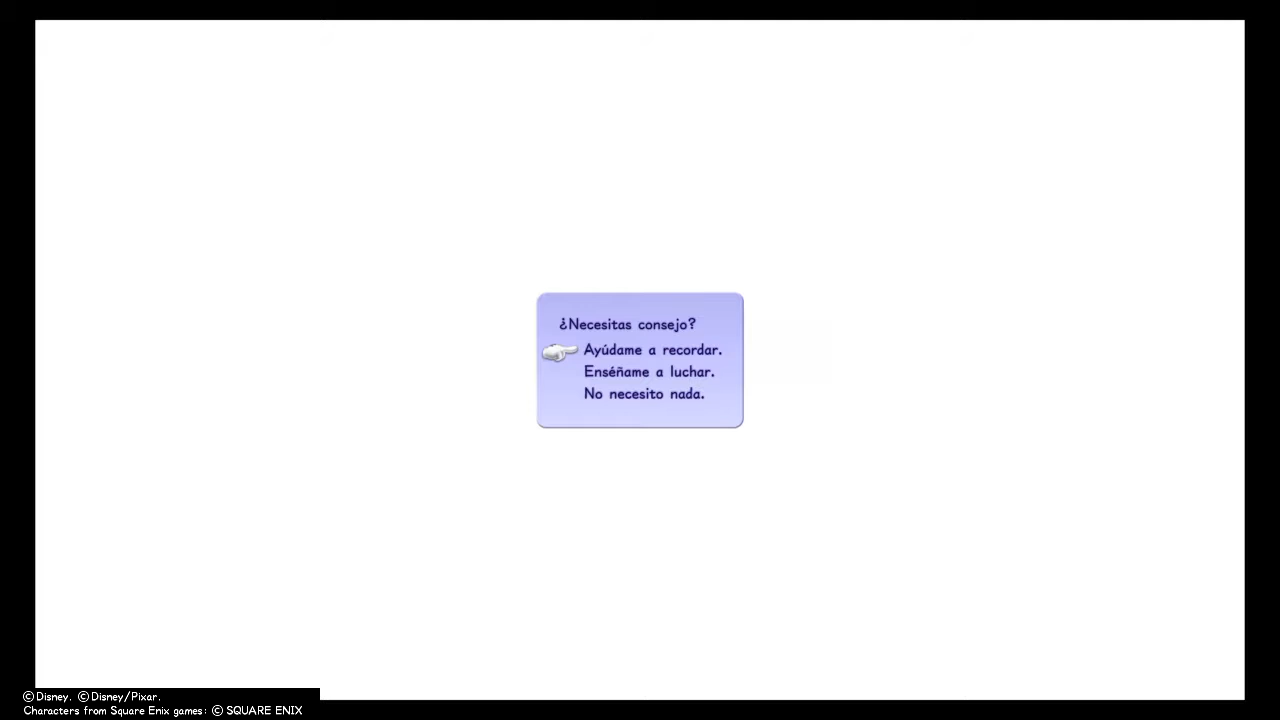 ¿Necesitas consejo?
Ayúdame a recordar.
Enséñame a luchar.
No necesito nada.
©Disney. ©Disney/Pixar.
Characters from Square Enix games: © SQUARE ENIX